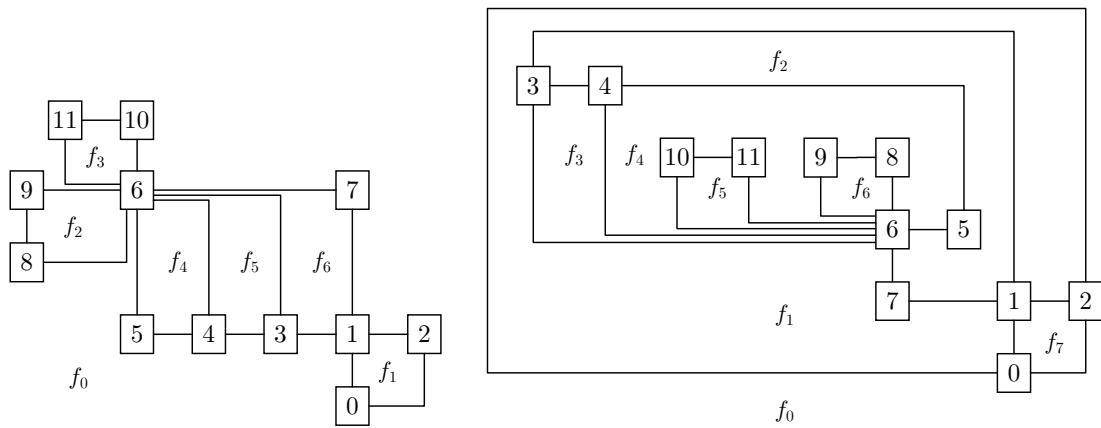 11 10
f₃
9 6 7
f₂
8
f₄ f₅ f₆
5 4 3 1 2
f₁
f₀
0
f₂
3 4
f₃ f₄ 10 11 9 8
f₅ f₆
6 5
7 1 2
f₁
f₇
0
f₀